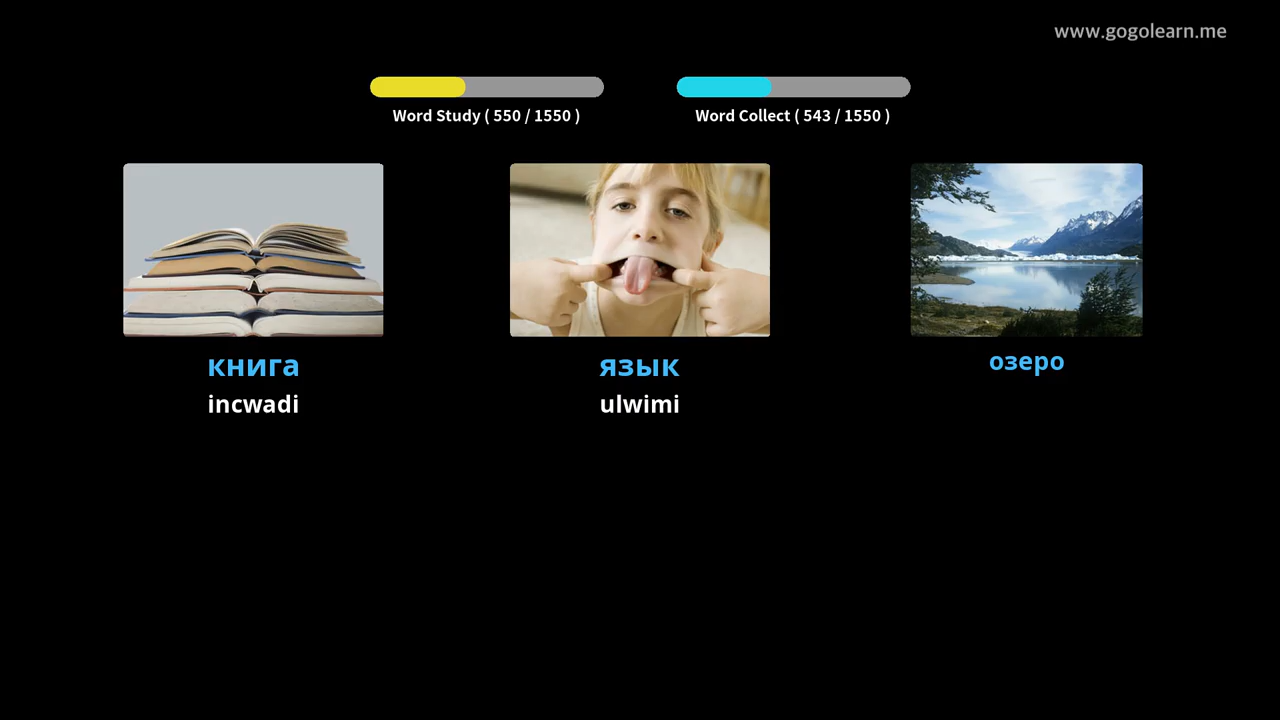 www.gogolearn.me
Word Study ( 550 / 1550 )
Word Collect ( 543 / 1550 )
книга
incwadi
язык
ulwimi
озеро